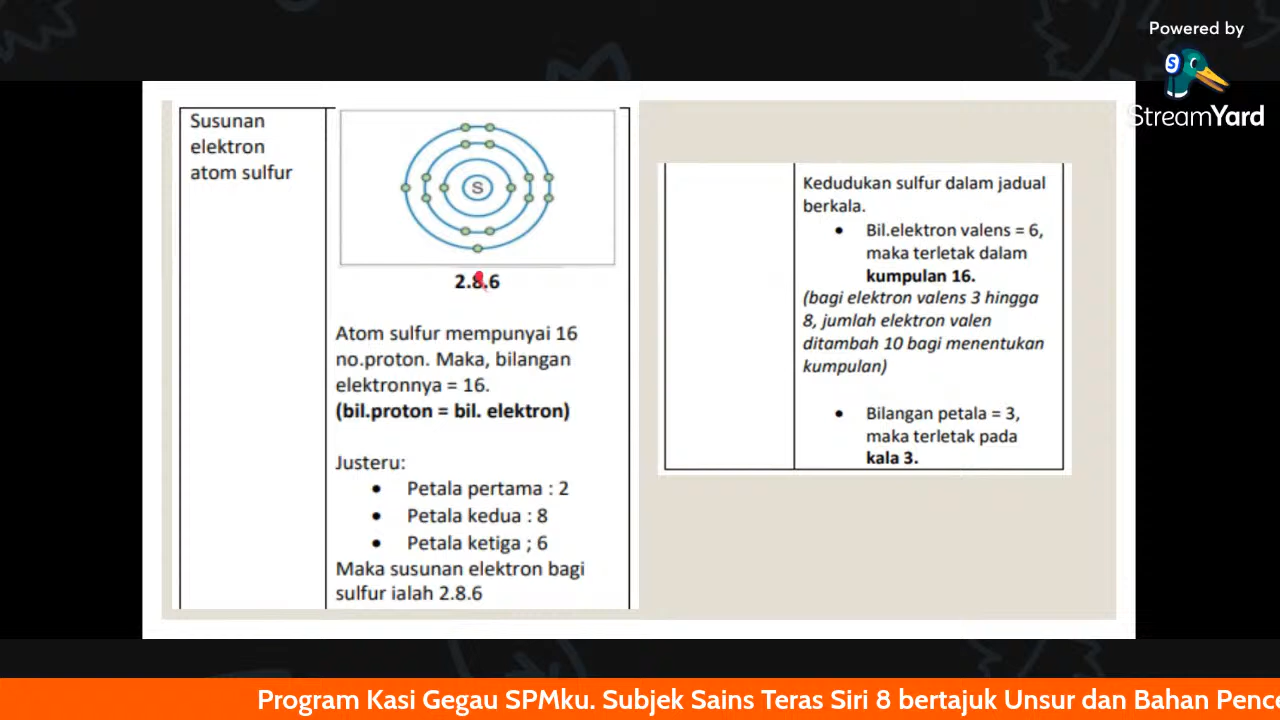 Powered by
StreamYard
Susunan
elektron
atom sulfur
S
2.8.6
Atom sulfur mempunyai 16
no.proton. Maka, bilangan
elektronnya = 16.
(bil.proton = bil. elektron)
Justeru:
• Petala pertama : 2
• Petala kedua : 8
• Petala ketiga ; 6
Maka susunan elektron bagi
sulfur ialah 2.8.6
Kedudukan sulfur dalam jadual
berkala.
• Bil.elektron valens = 6,
maka terletak dalam
kumpulan 16.
(bagi elektron valens 3 hingga
8, jumlah elektron valen
ditambah 10 bagi menentukan
kumpulan)
• Bilangan petala = 3,
maka terletak pada
kala 3.
Program Kasi Gegau SPMku. Subjek Sains Teras Siri 8 bertajuk Unsur dan Bahan